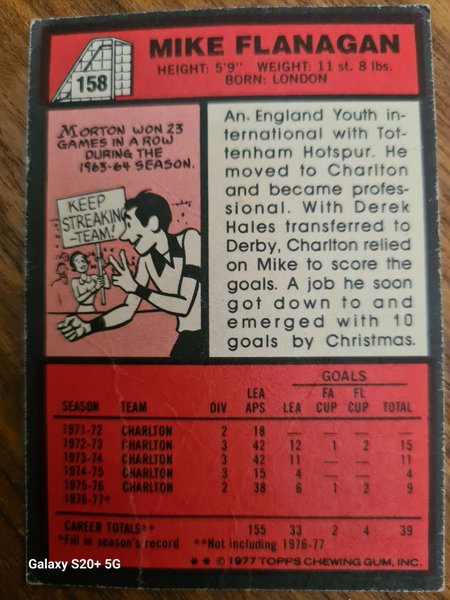 158
MIKE FLANAGAN
HEIGHT: 5'9" WEIGHT: 11 st. 8 lbs.
BORN: LONDON
MORTON WON 23
GAMES IN A ROW
DURING THE
1963-64 SEASON.
KEEP
STREAKING
-TEAM!
An England Youth in-
ternational with Tot-
tenham Hotspur. He
moved to Charlton
and became profes-
sional. With Derek
Hales transferred to
Derby, Charlton relied
on Mike to score the
goals. A job he soon
got down to and
emerged with 10
goals by Christmas.
GOALS
LEA FA FL
SEASON TEAM DIV APS LEA CUP CUP TOTAL
1971-72 CHARLTON 2 18 — — — —
1972-73 CHARLTON 3 42 12 1 2 15
1973-74 CHARLTON 3 42 11 — — 11
1974-75 CHARLTON 3 15 4 — — 4
1875-76 CHARLTON 2 38 6 1 2 9
1976-77*
CAREER TOTALS** 155 33 2 4 39
*Fill in season's record **Not including 1976-77
** © 1977 TOPPS CHEWING GUM, INC.
Galaxy S20+ 5G